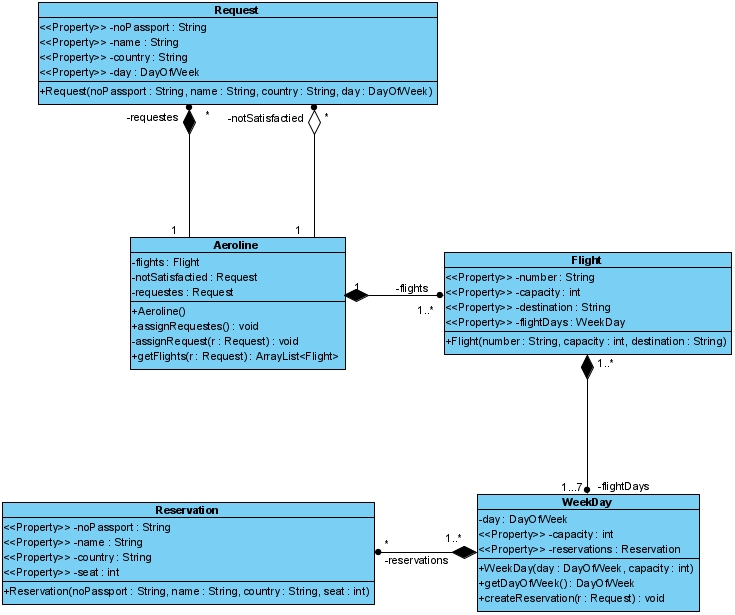 Request
<<Property>> -noPassport : String
<<Property>> -name : String
<<Property>> -country : String
<<Property>> -day : DayOfWeek
+Request(noPassport : String, name : String, country : String, day : DayOfWeek)
-requestes
*
-notSatisfactied
*
1
1
Aeroline
-flights : Flight
-notSatisfactied : Request
-requestes : Request
+Aeroline()
+assignRequestes() : void
-assignRequest(r : Request) : void
+getFlights(r : Request) : ArrayList<Flight>
1
-flights
1..*
Flight
<<Property>> -number : String
<<Property>> -capacity : int
<<Property>> -destination : String
<<Property>> -flightDays : WeekDay
+Flight(number : String, capacity : int, destination : String)
1..*
1...7
-flightDays
WeekDay
-day : DayOfWeek
<<Property>> -capacity : int
<<Property>> -reservations : Reservation
+WeekDay(day : DayOfWeek, capacity : int)
+getDayOfWeek() : DayOfWeek
+createReservation(r : Request) : void
1..*
*
-reservations
Reservation
<<Property>> -noPassport : String
<<Property>> -name : String
<<Property>> -country : String
<<Property>> -seat : int
+Reservation(noPassport : String, name : String, country : String, seat : int)